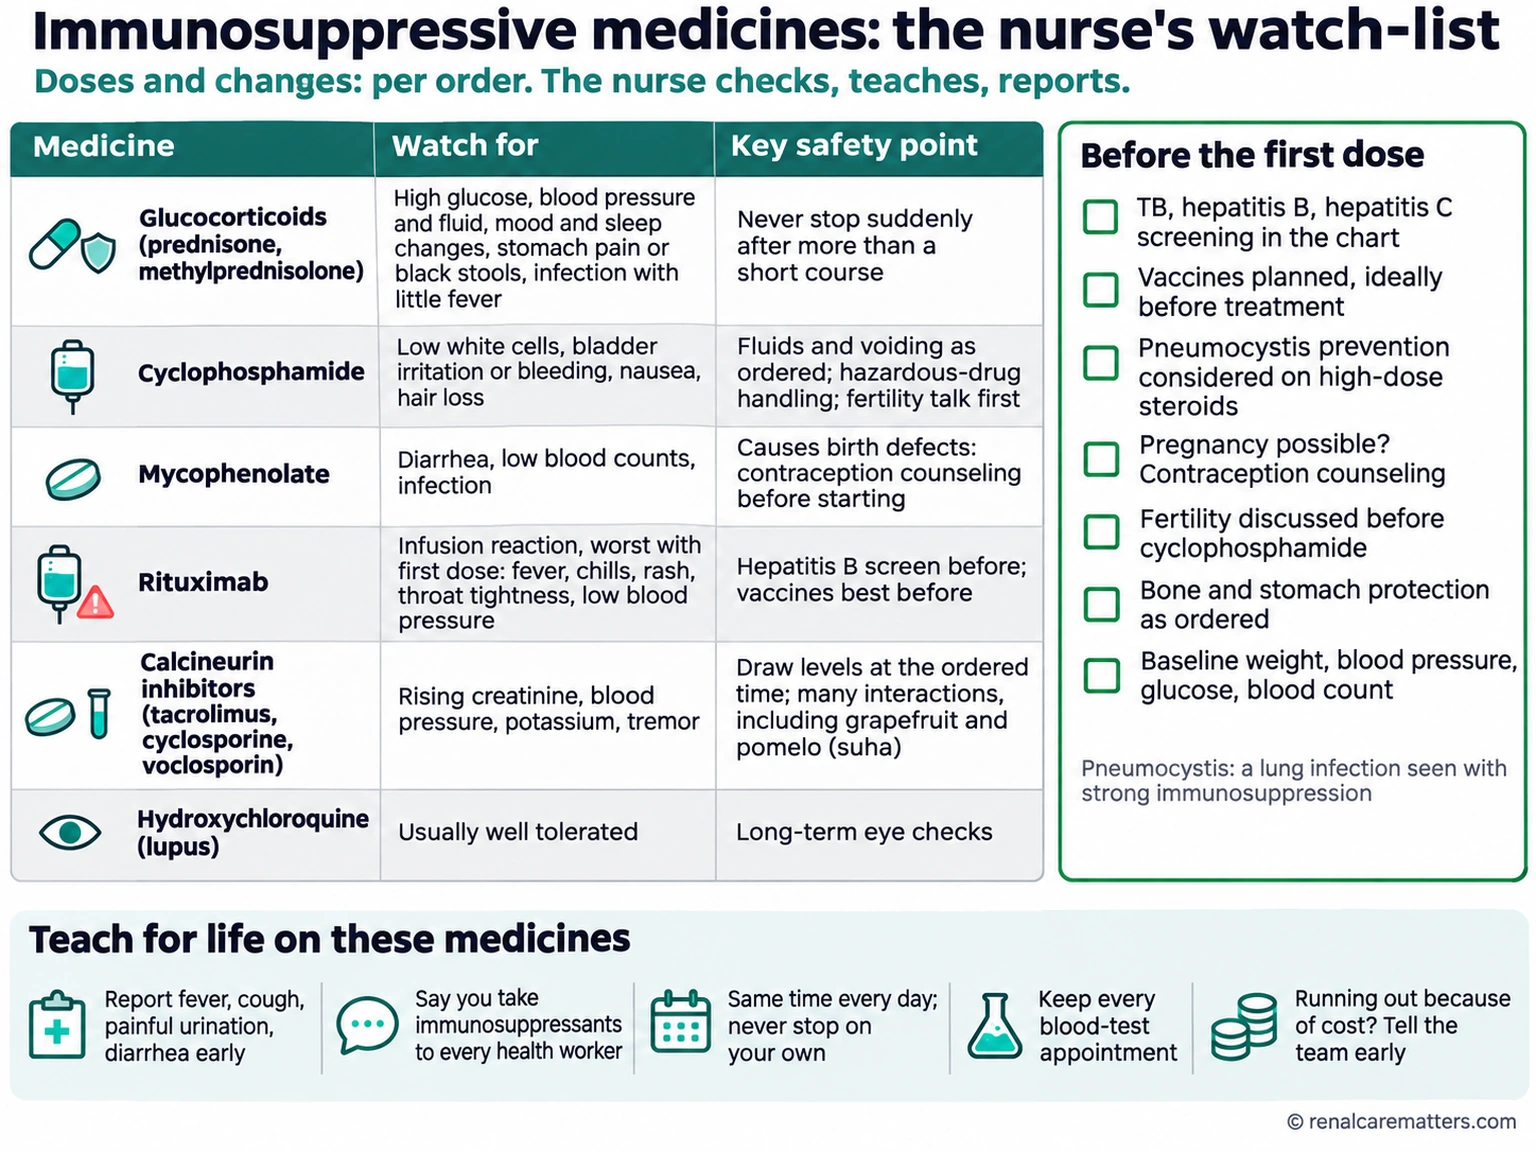 Immunosuppressive medicines: the nurse's watch-list
Doses and changes: per order. The nurse checks, teaches, reports.
Medicine
Watch for
Key safety point
Glucocorticoids
(prednisone,
methylprednisolone)
High glucose, blood pressure
and fluid, mood and sleep
changes, stomach pain or
black stools, infection with
little fever
Never stop suddenly
after more than a
short course
Cyclophosphamide
Low white cells, bladder
irritation or bleeding, nausea,
hair loss
Fluids and voiding as
ordered; hazardous-drug
handling; fertility talk first
Mycophenolate
Diarrhea, low blood counts,
infection
Causes birth defects:
contraception counseling
before starting
Rituximab
Infusion reaction, worst with
first dose: fever, chills, rash,
throat tightness, low blood
pressure
Hepatitis B screen before;
vaccines best before
Calcineurin
inhibitors
(tacrolimus,
cyclosporine,
voclosporin)
Rising creatinine, blood
pressure, potassium, tremor
Draw levels at the ordered
time; many interactions,
including grapefruit and
pomelo (suha)
Hydroxychloroquine
(lupus)
Usually well tolerated
Long-term eye checks
Before the first dose
TB, hepatitis B, hepatitis C
screening in the chart
Vaccines planned, ideally
before treatment
Pneumocystis prevention
considered on high-dose
steroids
Pregnancy possible?
Contraception counseling
Fertility discussed before
cyclophosphamide
Bone and stomach protection
as ordered
Baseline weight, blood pressure,
glucose, blood count
Pneumocystis: a lung infection seen with
strong immunosuppression
Teach for life on these medicines
Report fever, cough,
painful urination,
diarrhea early
Say you take
immunosuppressants
to every health worker
Same time every day;
never stop on
your own
Keep every
blood-test
appointment
Running out because
of cost? Tell the
team early
© renalcarematters.com